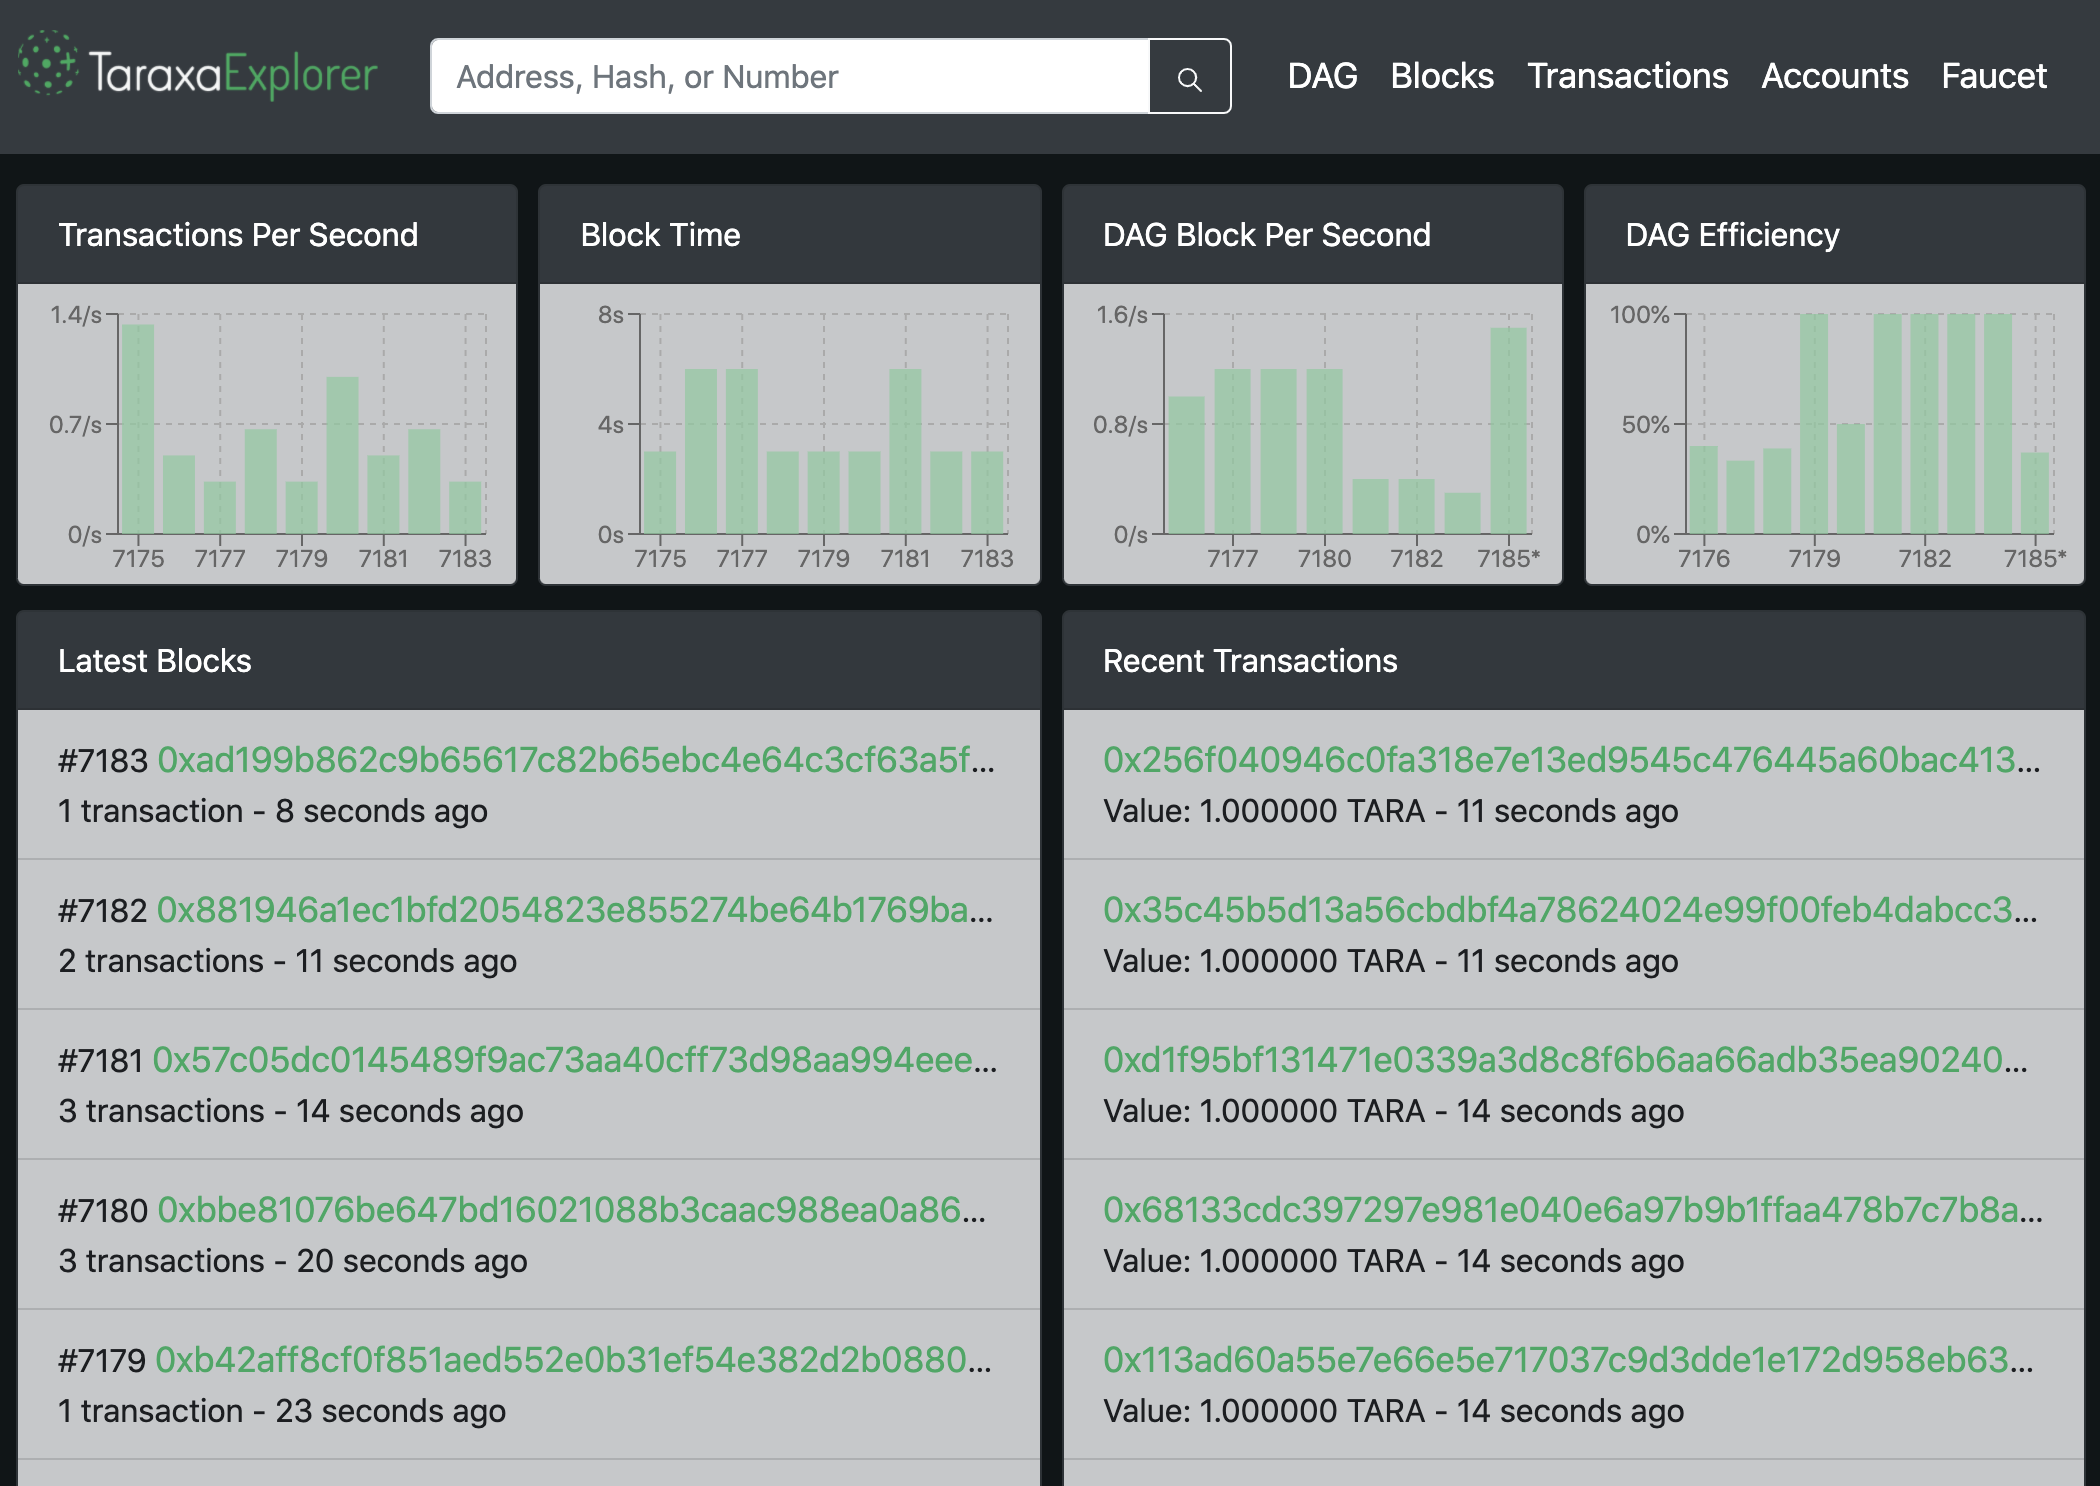 TaraxaExplorer
Address, Hash, or Number
DAG Blocks Transactions Accounts Faucet
Transactions Per Second
1.4/s
0.7/s
0/s
7175 7177 7179 7181 7183
Block Time
8s
4s
0s
7175 7177 7179 7181 7183
DAG Block Per Second
1.6/s
0.8/s
0/s
7177 7180 7182 7185*
DAG Efficiency
100%
50%
0%
7176 7179 7182 7185*
Latest Blocks
#7183 0xad199b862c9b65617c82b65ebc4e64c3cf63a5f...
1 transaction - 8 seconds ago
#7182 0x881946a1ec1bfd2054823e855274be64b1769ba...
2 transactions - 11 seconds ago
#7181 0x57c05dc0145489f9ac73aa40cff73d98aa994eee...
3 transactions - 14 seconds ago
#7180 0xbbe81076be647bd16021088b3caac988ea0a86...
3 transactions - 20 seconds ago
#7179 0xb42aff8cf0f851aed552e0b31ef54e382d2b0880...
1 transaction - 23 seconds ago
Recent Transactions
0x256f040946c0fa318e7e13ed9545c476445a60bac413...
Value: 1.000000 TARA - 11 seconds ago
0x35c45b5d13a56cbdbf4a78624024e99f00feb4dabcc3...
Value: 1.000000 TARA - 11 seconds ago
0xd1f95bf131471e0339a3d8c8f6b6aa66adb35ea90240...
Value: 1.000000 TARA - 14 seconds ago
0x68133cdc397297e981e040e6a97b9b1ffaa478b7c7b8a...
Value: 1.000000 TARA - 14 seconds ago
0x113ad60a55e7e66e5e717037c9d3dde1e172d958eb63...
Value: 1.000000 TARA - 14 seconds ago